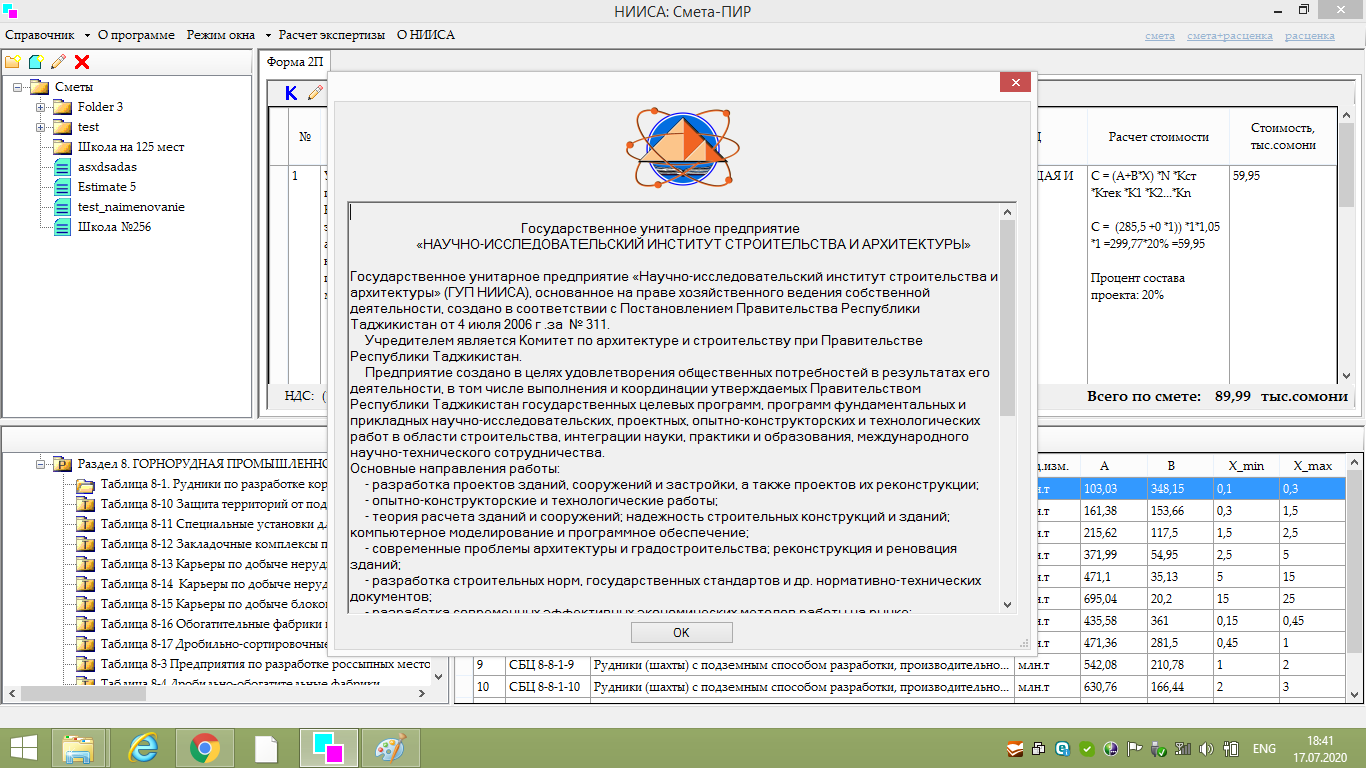 НИИСА: Смета-ПИР
Справочник О программе Режим окна Расчет экспертизы О НИИСА
смета смета+расценка расценка
Сметы
Folder 3
test
Школа на 125 мест
asxdsadas
Estimate 5
test_naimenovanie
Школа №256
Форма 2П
K
№
Расчет стоимости
Стоимость,
тыс.сомони
1
ДАЯ И
С = (А+В*Х) *N *Кст
*Ктек *К1 *К2...*Кn
С = (285,5 +0 *1)) *1*1,05
*1 =299,77*20% =59,95
Процент состава
проекта: 20%
59,95
НДС: (
Всего по смете: 89,99 тыс.сомони
Государственное унитарное предприятие
«НАУЧНО-ИССЛЕДОВАТЕЛЬСКИЙ ИНСТИТУТ СТРОИТЕЛЬСТВА И АРХИТЕКТУРЫ»
Государственное унитарное предприятие «Научно-исследовательский институт строительства и
архитектуры» (ГУП НИИСА), основанное на праве хозяйственного ведения собственной
деятельности, создано в соответствии с Постановлением Правительства Республики
Таджикистан от 4 июля 2006 г .за № 311.
Учредителем является Комитет по архитектуре и строительству при Правительстве
Республики Таджикистан.
Предприятие создано в целях удовлетворения общественных потребностей в результатах его
деятельности, в том числе выполнения и координации утверждаемых Правительством
Республики Таджикистан государственных целевых программ, программ фундаментальных и
прикладных научно-исследовательских, проектных, опытно-конструкторских и технологических
работ в области строительства, интеграции науки, практики и образования, международного
научно-технического сотрудничества.
Основные направления работы:
- разработка проектов зданий, сооружений и застройки, а также проектов их реконструкции;
- опытно-конструкторские и технологические работы;
- теория расчета зданий и сооружений; надежность строительных конструкций и зданий;
компьютерное моделирование и программное обеспечение;
- современные проблемы архитектуры и градостроительства; реконструкция и реновация
зданий;
- разработка строительных норм, государственных стандартов и др. нормативно-технических
документов;
- разработка современных эффективных экономических методов работы на рынке;
OK
Раздел 8. ГОРНОРУДНАЯ ПРОМЫШЛЕННО
Таблица 8-1. Рудники по разработке кор
Таблица 8-10 Защита территорий от под
Таблица 8-11 Специальные установки дл
Таблица 8-12 Закладочные комплексы п
Таблица 8-13 Карьеры по добыче неруд
Таблица 8-14 Карьеры по добыче неруд
Таблица 8-15 Карьеры по добыче блоко
Таблица 8-16 Обогатительные фабрики
Таблица 8-17 Дробильно-сортировочные
Таблица 8-3 Предприятия по разработке россыпных место
Таблица 8-4 Дробильно-обогатительные фабрики
д.изм. А В X_min X_max
н.т 103,03 348,15 0,1 0,3
н.т 161,38 153,66 0,3 1,5
н.т 215,62 117,5 1,5 2,5
н.т 371,99 54,95 2,5 5
н.т 471,1 35,13 5 15
н.т 695,04 20,2 15 25
н.т 435,58 361 0,15 0,45
н.т 471,36 281,5 0,45 1
9 СБЦ 8-8-1-9 Рудники (шахты) с подземным способом разработки, производительно... млн.т 542,08 210,78 1 2
10 СБЦ 8-8-1-10 Рудники (шахты) с подземным способом разработки, производительно... млн.т 630,76 166,44 2 3
ENG
18:41
17.07.2020